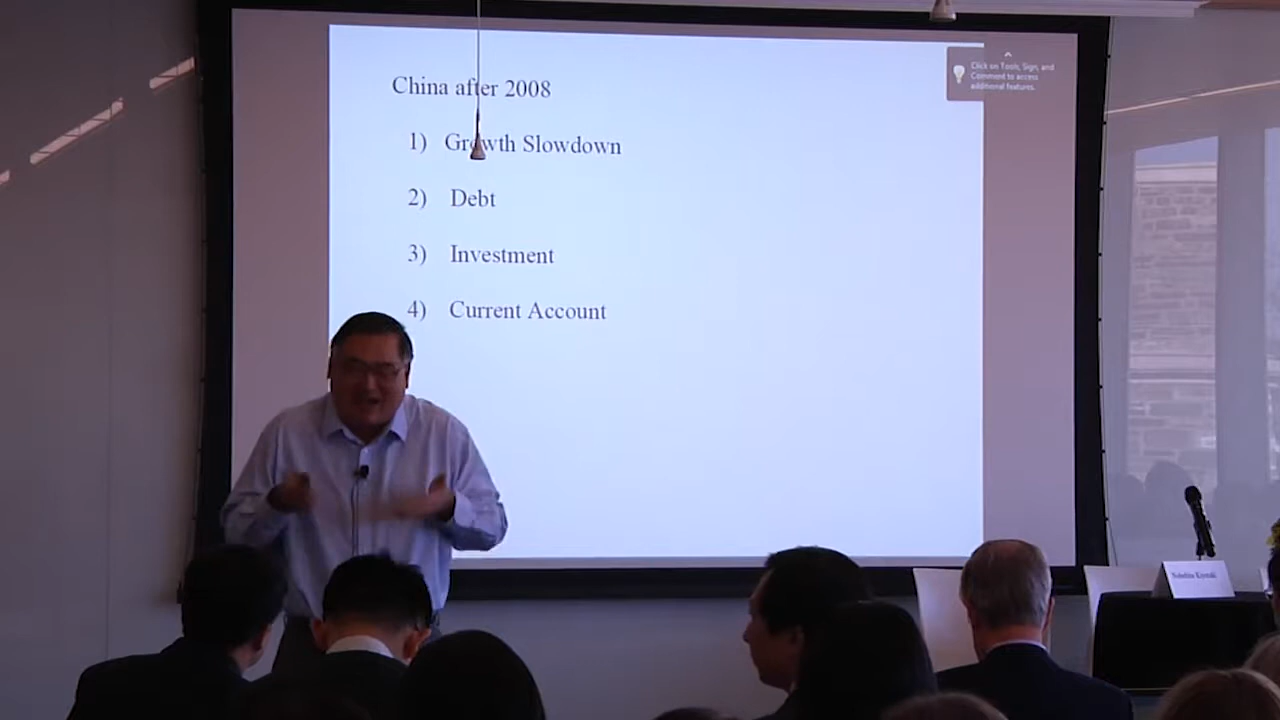 China after 2008
1) Growth Slowdown
2) Debt
3) Investment
4) Current Account
Click on Tools, Sign, and
Comment to access
additional features.